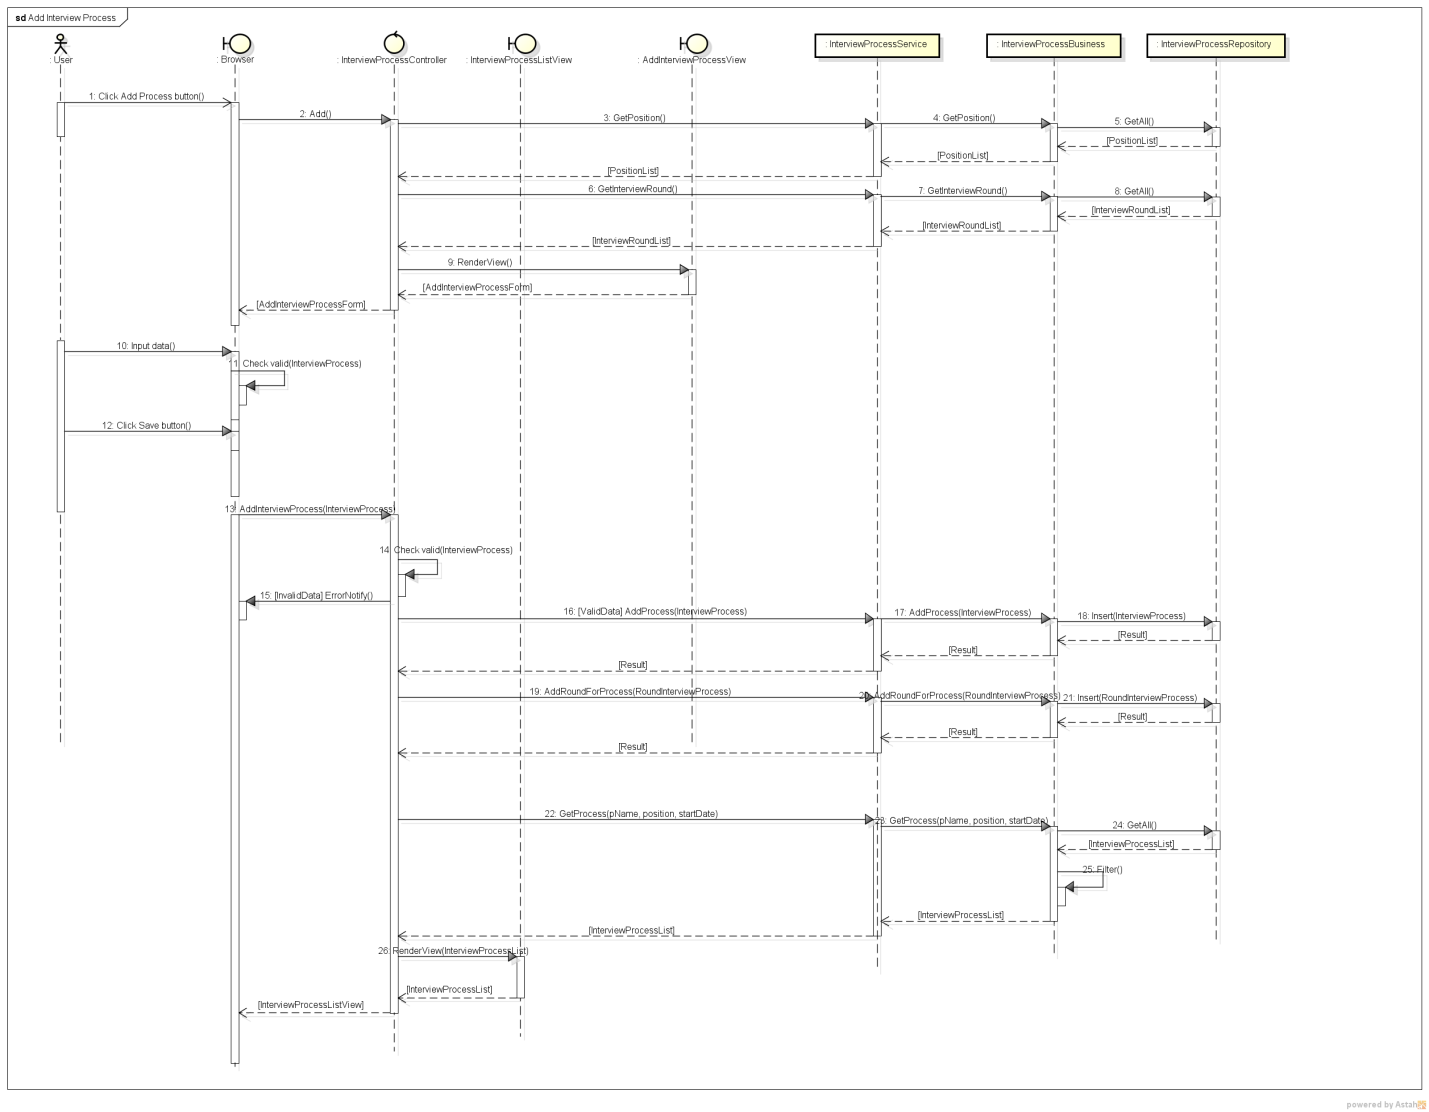 sd Add Interview Process
: User
: Browser
: InterviewProcessController
: InterviewProcessListView
: AddInterviewProcessView
: InterviewProcessService
: InterviewProcessBusiness
: InterviewProcessRepository
1: Click Add Process button()
2: Add()
3: GetPosition()
4: GetPosition()
5: GetAll()
[PositionList]
[PositionList]
[PositionList]
6: GetInterviewRound()
7: GetInterviewRound()
8: GetAll()
[InterviewRoundList]
[InterviewRoundList]
[InterviewRoundList]
9: RenderView()
[AddInterviewProcessForm]
[AddInterviewProcessForm]
10: Input data()
11: Check valid(InterviewProcess)
12: Click Save button()
13: AddInterviewProcess(InterviewProcess)
14: Check valid(InterviewProcess)
15: [InvalidData] ErrorNotify()
16: [ValidData] AddProcess(InterviewProcess)
17: AddProcess(InterviewProcess)
18: Insert(InterviewProcess)
[Result]
[Result]
[Result]
19: AddRoundForProcess(RoundInterviewProcess)
20: AddRoundForProcess(RoundInterviewProcess)
21: Insert(RoundInterviewProcess)
[Result]
[Result]
[Result]
22: GetProcess(pName, position, startDate)
23: GetProcess(pName, position, startDate)
24: GetAll()
[InterviewProcessList]
25: Filter()
[InterviewProcessList]
[InterviewProcessList]
26: RenderView(InterviewProcessList)
[InterviewProcessList]
[InterviewProcessListView]
powered by Astah